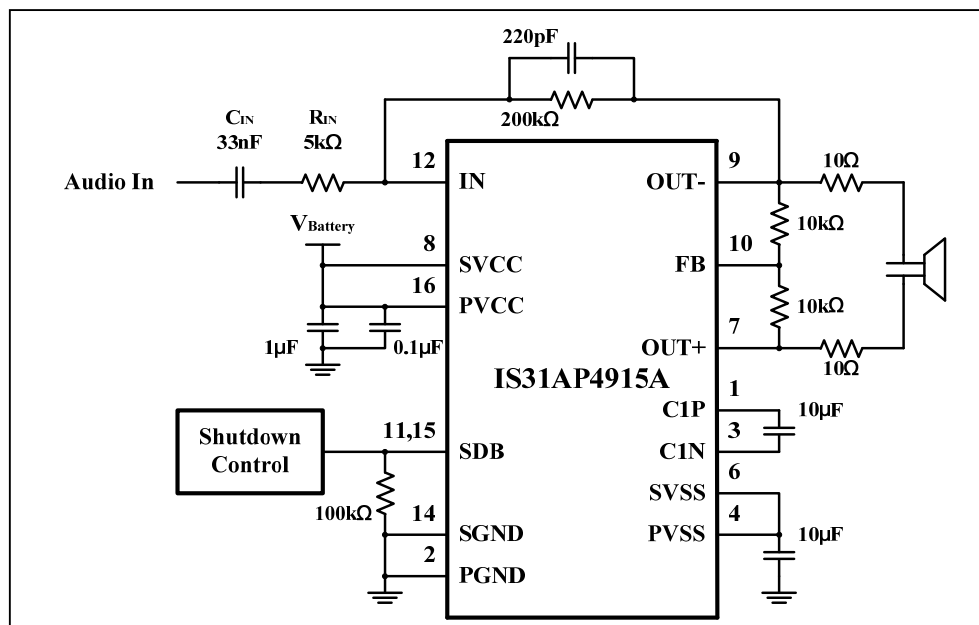 220pF
200kΩ
CIN
33nF
RIN
5kΩ
Audio In
12
IN
9
OUT-
10Ω
VBattery
10kΩ
8
SVCC
10
FB
16
PVCC
10kΩ
1µF
0.1µF
7
OUT+
10Ω
IS31AP4915A
1
C1P
10µF
Shutdown
Control
11,15
SDB
3
C1N
6
SVSS
100kΩ
14
SGND
4
PVSS
10µF
2
PGND